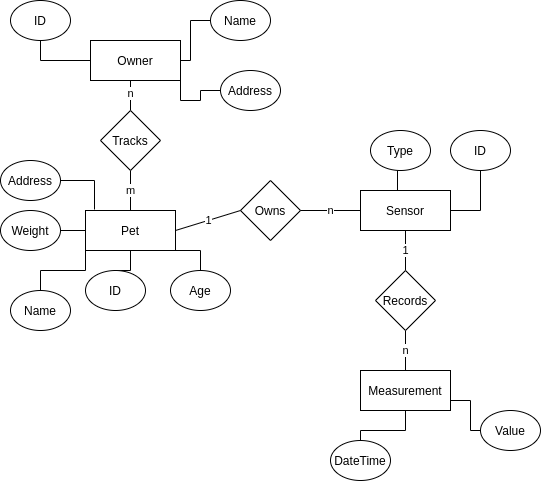 ID
Name
Owner
Address
n
Tracks
Type
ID
Address
m
Weight
Pet
1
Owns
n
Sensor
1
Name
ID
Age
Records
n
Measurement
Value
DateTime